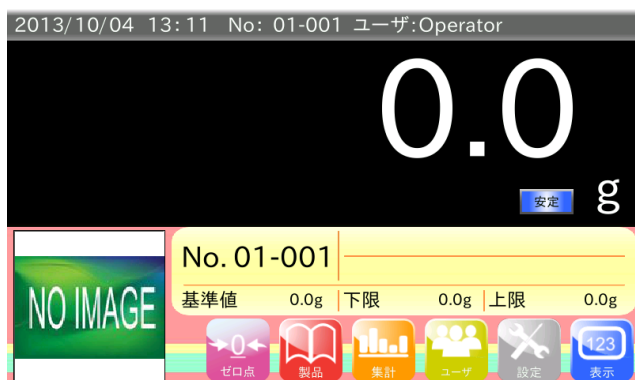 2013/10/04 13:11 No: 01-001 ユーザ:Operator
0.0
安定 g
NO IMAGE
No. 01-001
基準値 0.0g 下限 0.0g 上限 0.0g
→0← 123
ゼロ点 製品 集計 ユーザ 設定 表示